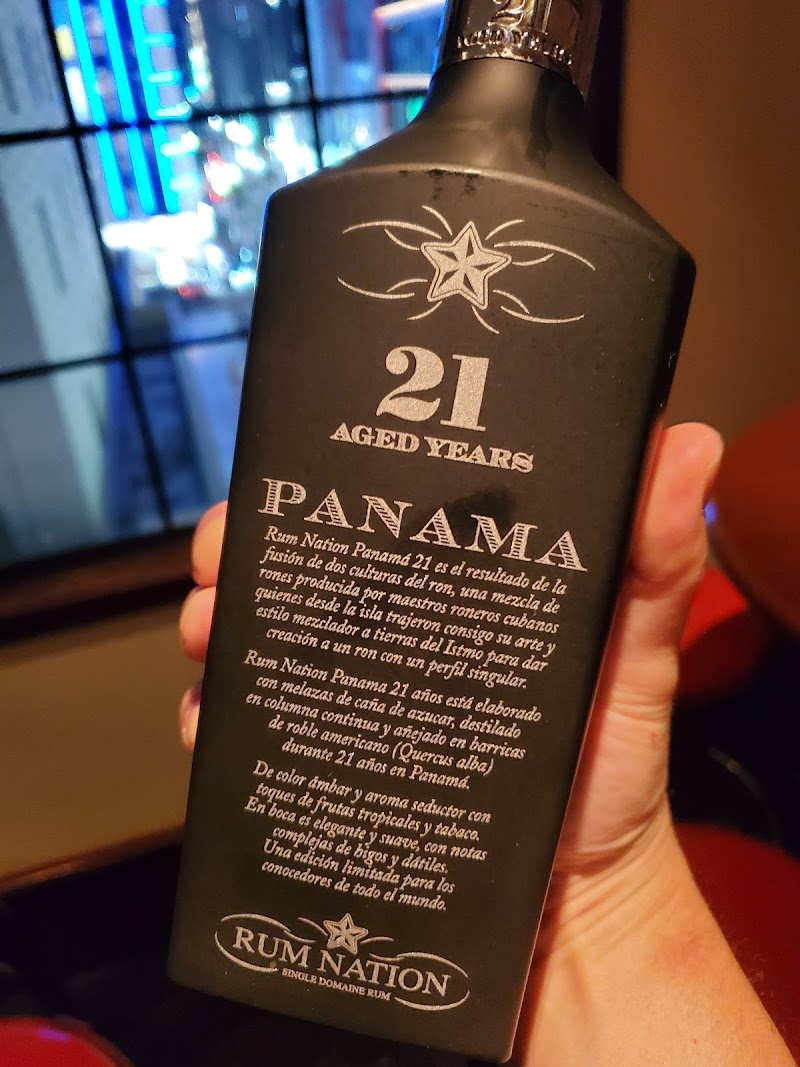 21
AGED YEARS
21
AGED YEARS
PANAMA
Rum Nation Panamá 21 es el resultado de la
fusión de dos culturas del ron, una mezcla de
rones producida por maestros roneros cubanos
quienes desde la isla trajeron consigo su arte y
estilo mezclador a tierras del Istmo para dar
creación a un ron con un perfil singular.
Rum Nation Panama 21 años está elaborado
con melazas de caña de azucar, destilado
en columna continua y añejado en barricas
de roble americano (Quercus alba)
durante 21 años en Panamá.
De color ámbar y aroma seductor con
toques de frutas tropicales y tabaco.
En boca es elegante y suave, con notas
complejas de higos y dátiles.
Una edición limitada para los
conocedores de todo el mundo.
RUM NATION
SINGLE DOMAINE RUM